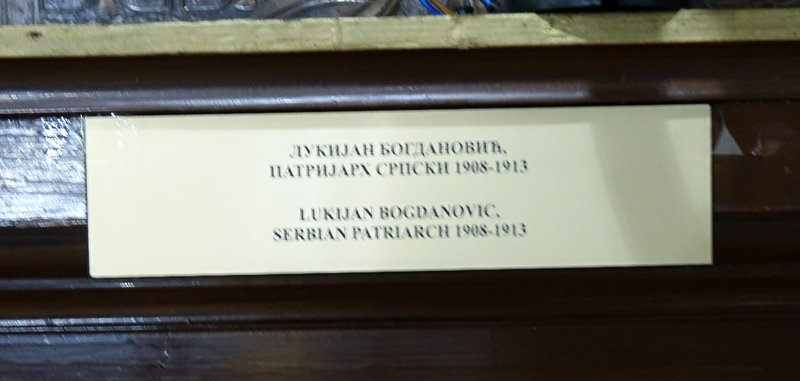 ЛУКИЈАН БОГДАНОВИЋ,
ПАТРИЈАРХ СРПСКИ 1908-1913
LUKIJAN BOGDANOVIC,
SERBIAN PATRIARCH 1908-1913